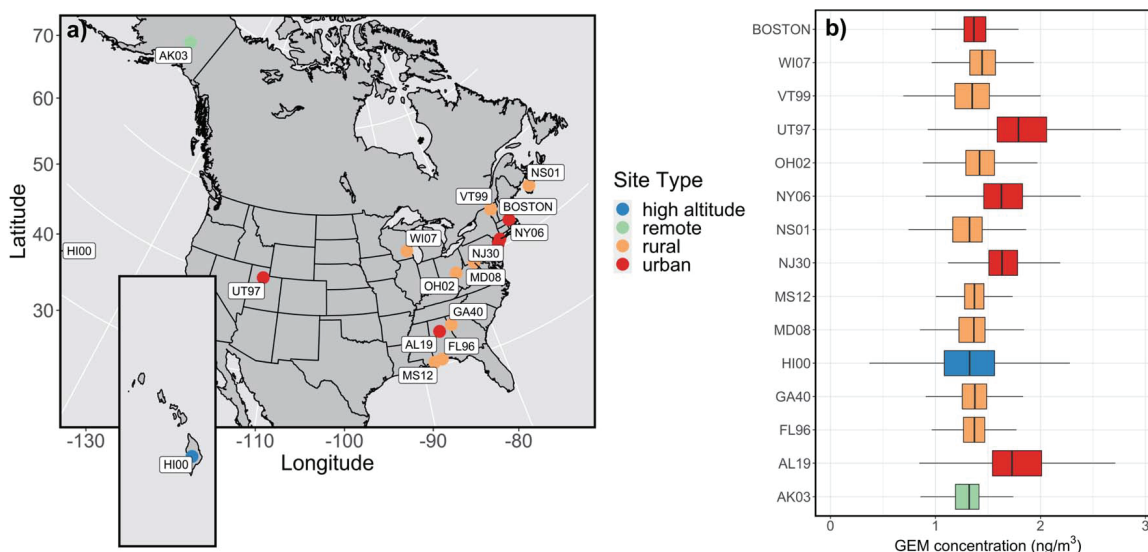 a)
70
60
50
40
30
Latitude
-130
-110
-100
-90
-80
Longitude
AK03
NS01
VT99
BOSTON
NY06
WI07
NJ30
MD08
OH02
UT97
GA40
AL19
FL96
MS12
HI00
HI00
Site Type
high altitude
remote
rural
urban
b)
BOSTON
WI07
VT99
UT97
OH02
NY06
NS01
NJ30
MS12
MD08
HI00
GA40
FL96
AL19
AK03
0 1 2 3
GEM concentration (ng/m³)